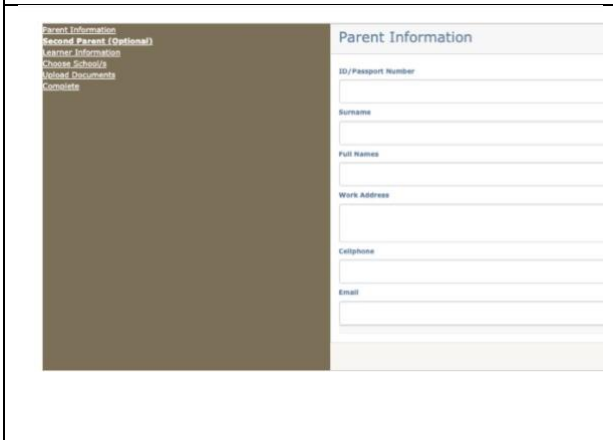 Parent Information
Second Parent (Optional)
Learner Information
Choose School/s
Upload Documents
Complete
Parent Information
ID/Passport Number
Surname
Full Names
Work Address
Cellphone
Email